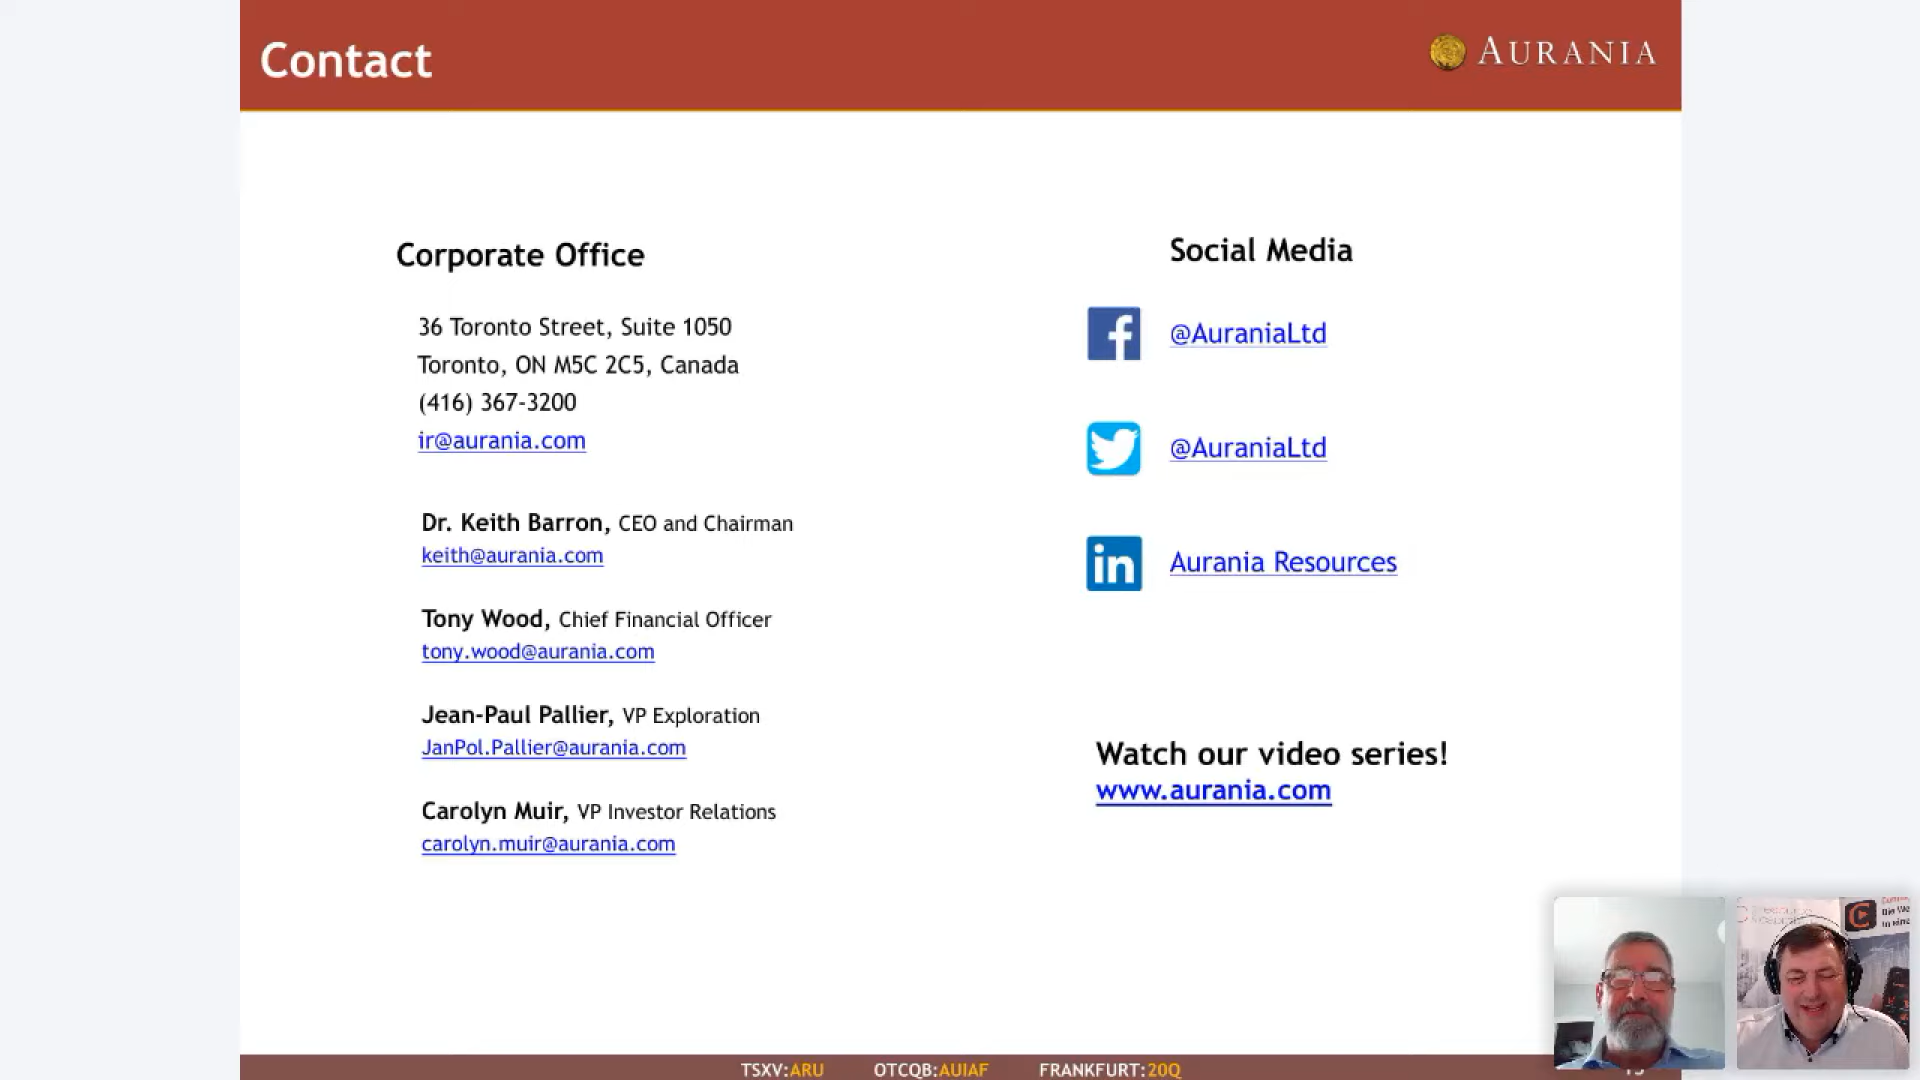 Contact
AURANIA
Corporate Office
36 Toronto Street, Suite 1050
Toronto, ON M5C 2C5, Canada
(416) 367-3200
ir@aurania.com
Dr. Keith Barron, CEO and Chairman
keith@aurania.com
Tony Wood, Chief Financial Officer
tony.wood@aurania.com
Jean-Paul Pallier, VP Exploration
JanPol.Pallier@aurania.com
Carolyn Muir, VP Investor Relations
carolyn.muir@aurania.com
Social Media
@AuraniaLtd
@AuraniaLtd
in
Aurania Resources
Watch our video series!
www.aurania.com
TSXV:ARU OTCQB:AUIAF FRANKFURT:20Q